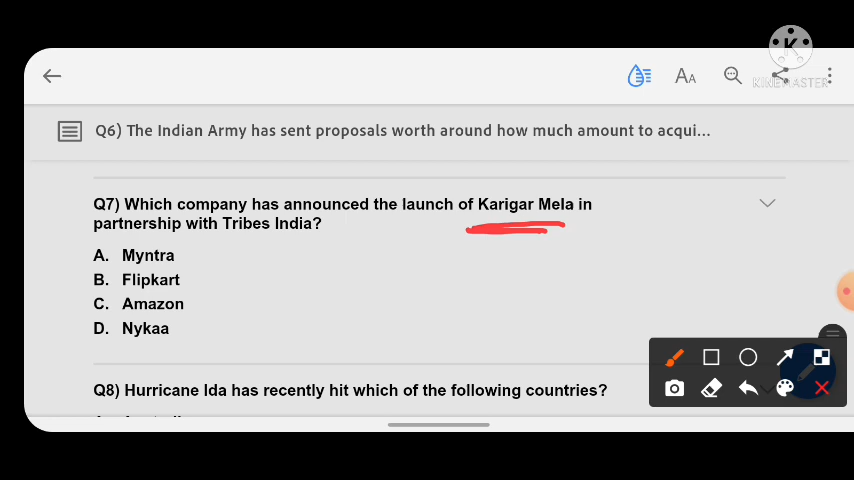 K
KINEMASTER
AA
Q6) The Indian Army has sent proposals worth around how much amount to acqui...
Q7) Which company has announced the launch of Karigar Mela in
partnership with Tribes India?
A. Myntra
B. Flipkart
C. Amazon
D. Nykaa
Q8) Hurricane Ida has recently hit which of the following countries?